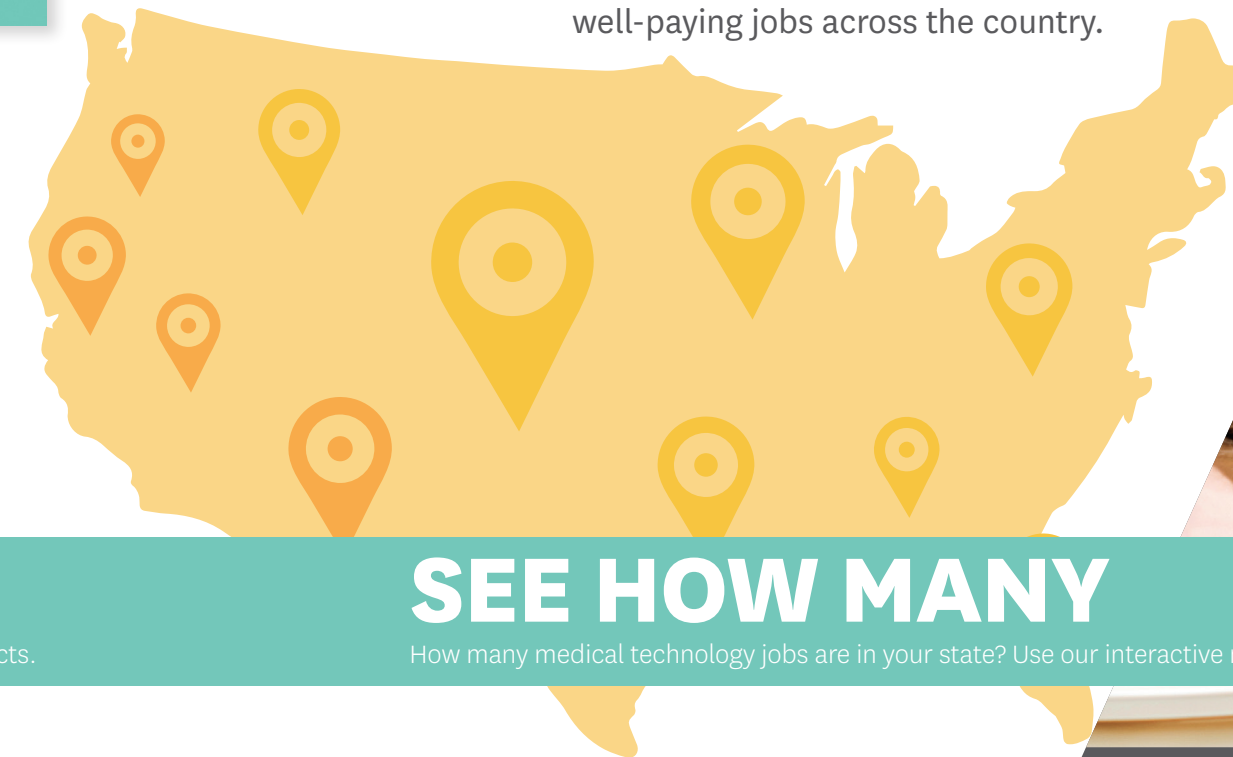 well-paying jobs across the country.
SEE HOW MANY
cts.
How many medical technology jobs are in your state? Use our interactive